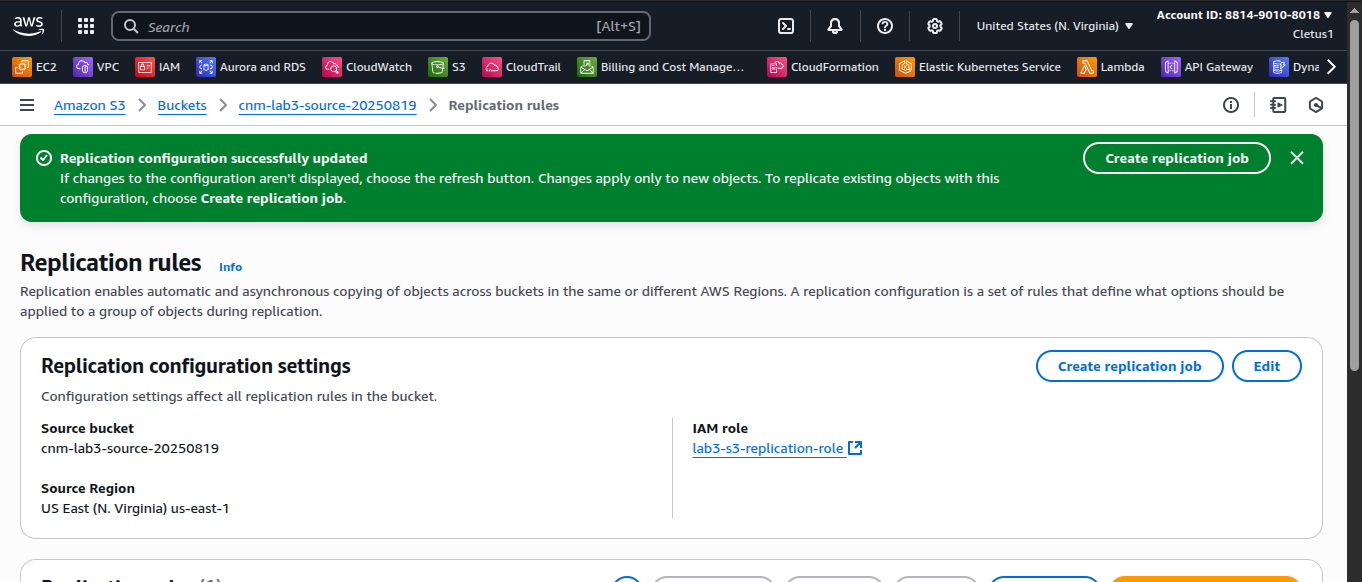 aws
Search [Alt+S]
United States (N. Virginia)
Account ID: 8814-9010-8018
Cletus1
EC2 VPC IAM Aurora and RDS CloudWatch S3 CloudTrail Billing and Cost Manage... CloudFormation Elastic Kubernetes Service Lambda API Gateway Dyna
Amazon S3 > Buckets > cnm-lab3-source-20250819 > Replication rules
Replication configuration successfully updated
Create replication job
If changes to the configuration aren't displayed, choose the refresh button. Changes apply only to new objects. To replicate existing objects with this
configuration, choose Create replication job.
Replication rules Info
Replication enables automatic and asynchronous copying of objects across buckets in the same or different AWS Regions. A replication configuration is a set of rules that define what options should be
applied to a group of objects during replication.
Replication configuration settings
Create replication job Edit
Configuration settings affect all replication rules in the bucket.
Source bucket
cnm-lab3-source-20250819
Source Region
US East (N. Virginia) us-east-1
IAM role
lab3-s3-replication-role